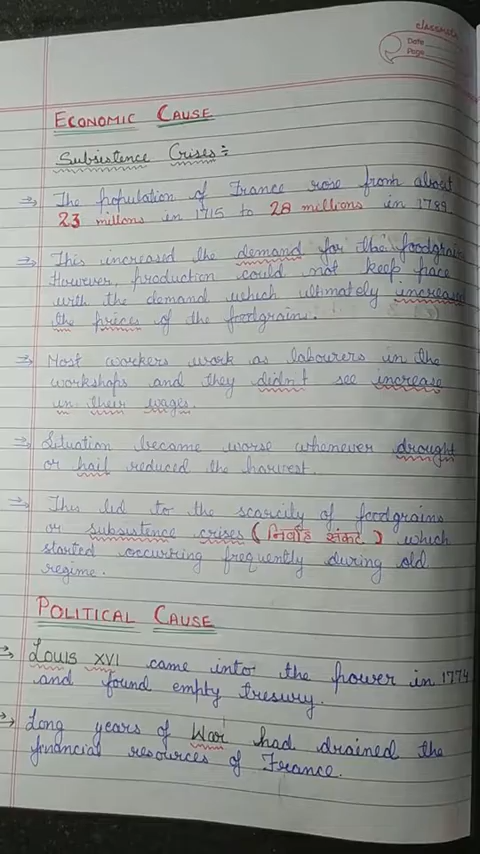 classmate
Date
Page
ECONOMIC CAUSE
Subsistence Crises:-
⇒ The population of France rose from about
23 millons in 1715 to 28 millions in 1789.
⇒ This increased the demand for the foodgrain.
However, production could not keep pace
with the demand which ultimately increased
the prices of the foodgrain.
⇒ Most workers work as labourers in the
workshops and they didn't see increase
in their wages.
⇒ Situation became worse whenever drought
or hail reduced the harvest.
⇒ This led to the scarcity of foodgrains
or subsistence crises (निर्वाह संकट) which
started occurring frequently during old
regime.
POLITICAL CAUSE
⇒ LOUIS XVI came into the power in 1774
and found empty tresury.
⇒ Long years of War had drained the
financial resources of France.